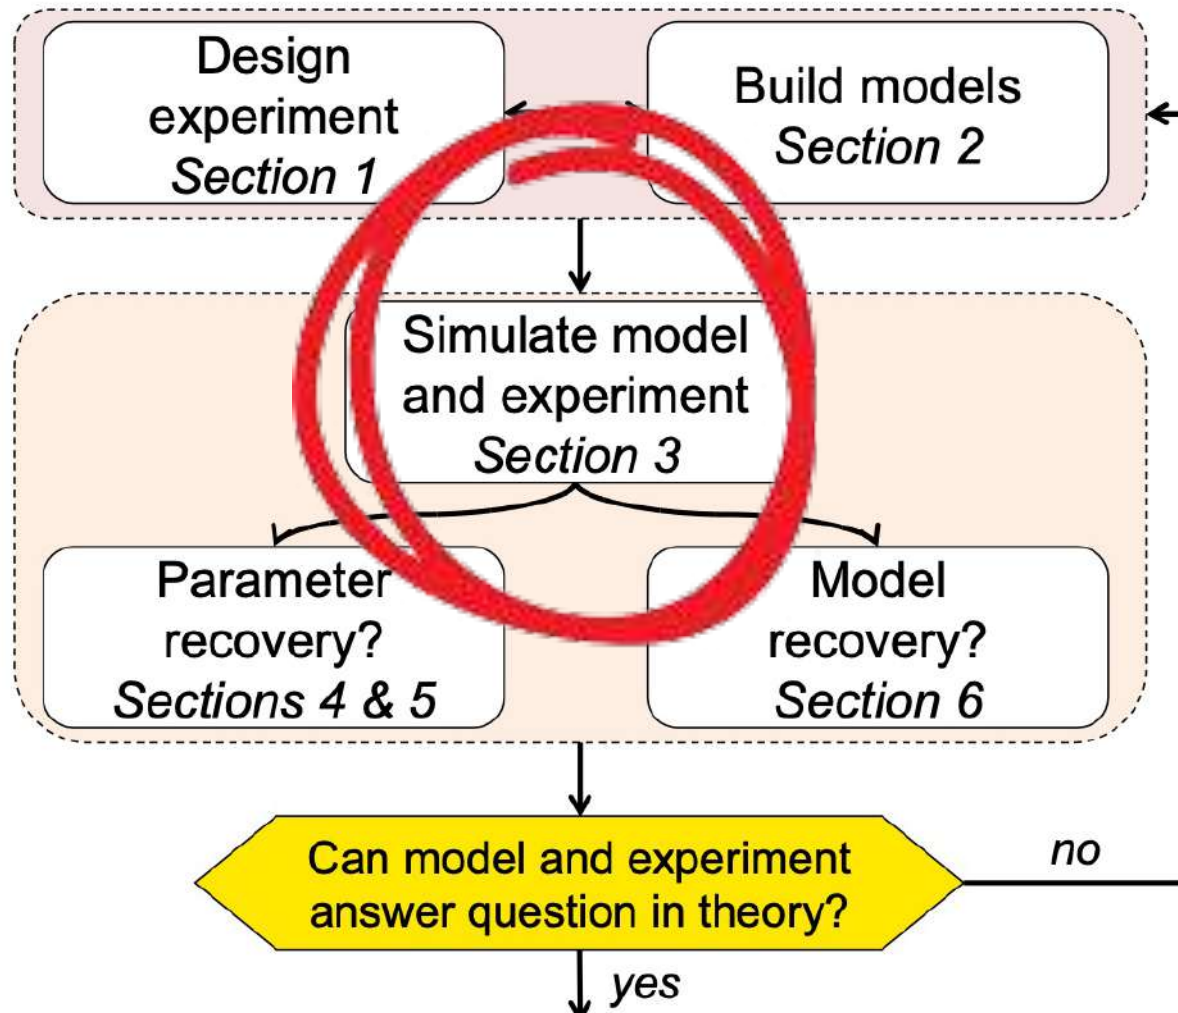 Design
experiment
Section 1
Build models
Section 2
Simulate model
and experiment
Section 3
Parameter
recovery?
Sections 4 & 5
Model
recovery?
Section 6
Can model and experiment
answer question in theory?
no
yes